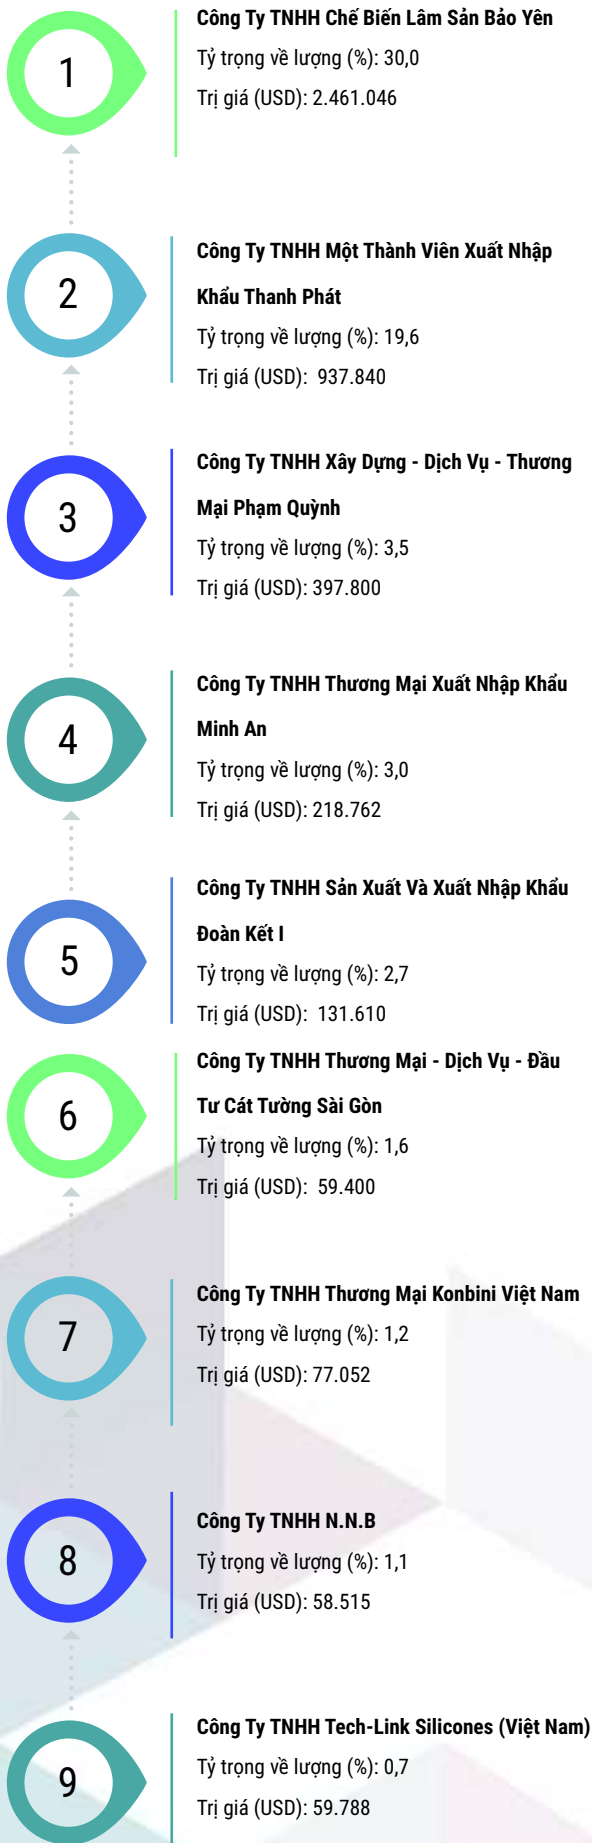 1
Công Ty TNHH Chế Biến Lâm Sản Bảo Yên
Tỷ trọng về lượng (%): 30,0
Trị giá (USD): 2.461.046
2
Công Ty TNHH Một Thành Viên Xuất Nhập
Khẩu Thanh Phát
Tỷ trọng về lượng (%): 19,6
Trị giá (USD): 937.840
3
Công Ty TNHH Xây Dựng - Dịch Vụ - Thương
Mại Phạm Quỳnh
Tỷ trọng về lượng (%): 3,5
Trị giá (USD): 397.800
4
Công Ty TNHH Thương Mại Xuất Nhập Khẩu
Minh An
Tỷ trọng về lượng (%): 3,0
Trị giá (USD): 218.762
5
Công Ty TNHH Sản Xuất Và Xuất Nhập Khẩu
Đoàn Kết I
Tỷ trọng về lượng (%): 2,7
Trị giá (USD): 131.610
6
Công Ty TNHH Thương Mại - Dịch Vụ - Đầu
Tư Cát Tường Sài Gòn
Tỷ trọng về lượng (%): 1,6
Trị giá (USD): 59.400
7
Công Ty TNHH Thương Mại Konbini Việt Nam
Tỷ trọng về lượng (%): 1,2
Trị giá (USD): 77.052
8
Công Ty TNHH N.N.B
Tỷ trọng về lượng (%): 1,1
Trị giá (USD): 58.515
9
Công Ty TNHH Tech-Link Silicones (Việt Nam)
Tỷ trọng về lượng (%): 0,7
Trị giá (USD): 59.788